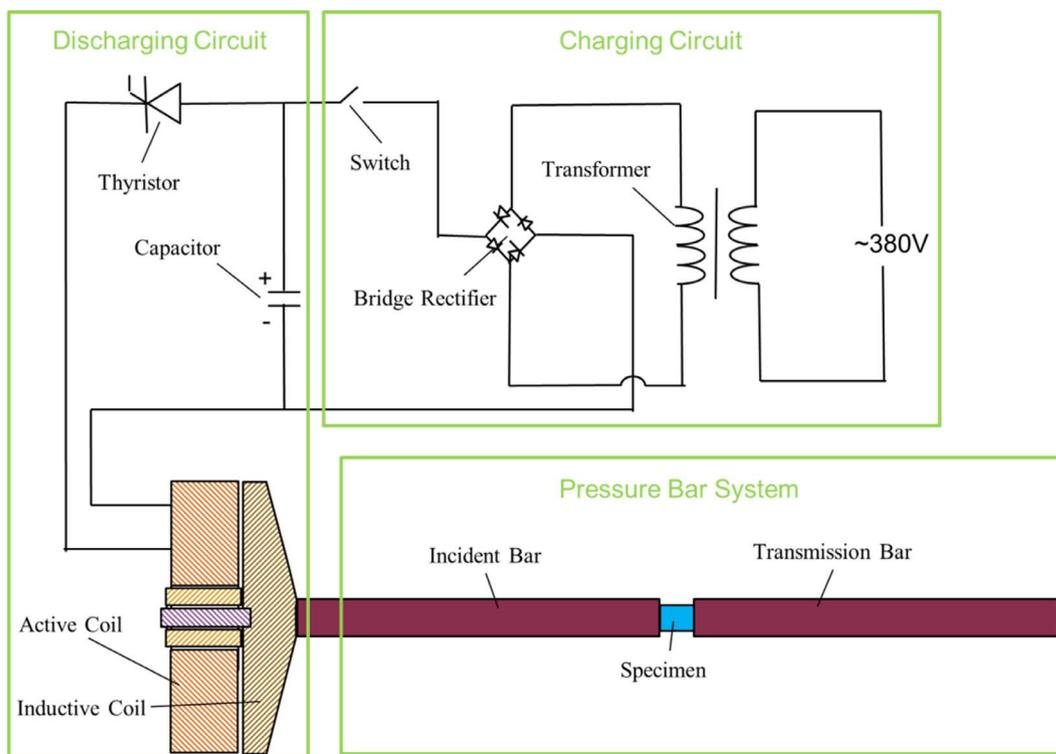 Discharging Circuit
Charging Circuit
Thyristor
Switch
Transformer
Capacitor
+
-
Bridge Rectifier
~380V
Pressure Bar System
Incident Bar
Transmission Bar
Active Coil
Specimen
Inductive Coil